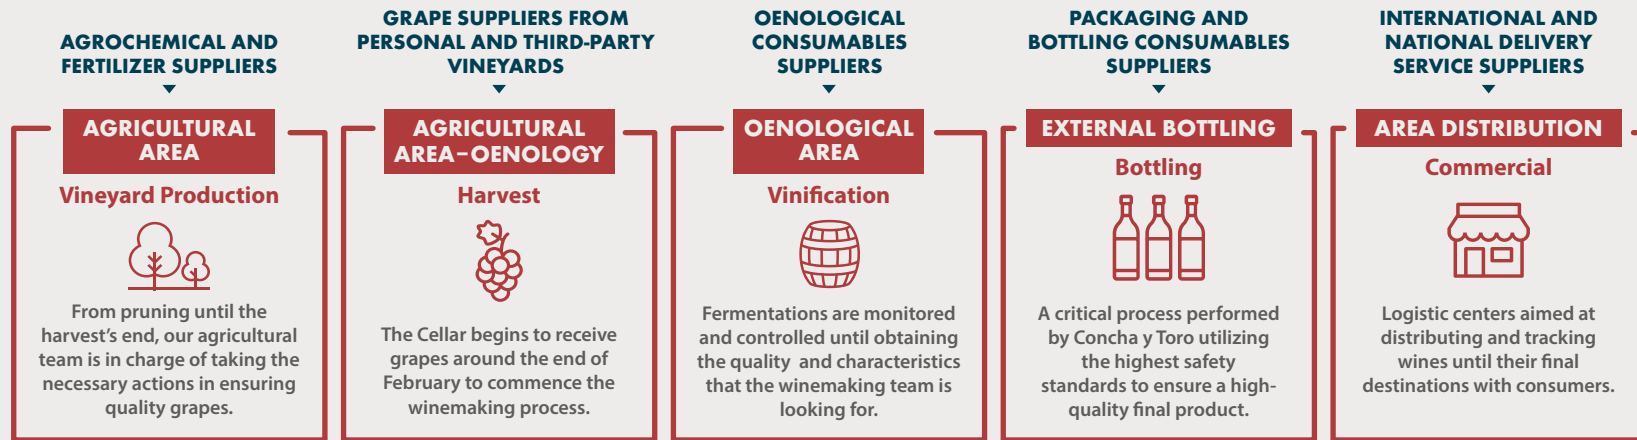 AGROCHEMICAL AND
FERTILIZER SUPPLIERS
AGRICULTURAL
AREA
Vineyard Production
From pruning until the
harvest's end, our agricultural
team is in charge of taking the
necessary actions in ensuring
quality grapes.
GRAPE SUPPLIERS FROM
PERSONAL AND THIRD-PARTY
VINEYARDS
AGRICULTURAL
AREA–OENOLOGY
Harvest
The Cellar begins to receive
grapes around the end of
February to commence the
winemaking process.
OENOLOGICAL
CONSUMABLES
SUPPLIERS
OENOLOGICAL
AREA
Vinification
Fermentations are monitored
and controlled until obtaining
the quality and characteristics
that the winemaking team is
looking for.
PACKAGING AND
BOTTLING CONSUMABLES
SUPPLIERS
EXTERNAL BOTTLING
Bottling
A critical process performed
by Concha y Toro utilizing
the highest safety
standards to ensure a high-
quality final product.
INTERNATIONAL AND
NATIONAL DELIVERY
SERVICE SUPPLIERS
AREA DISTRIBUTION
Commercial
Logistic centers aimed at
distributing and tracking
wines until their final
destinations with consumers.